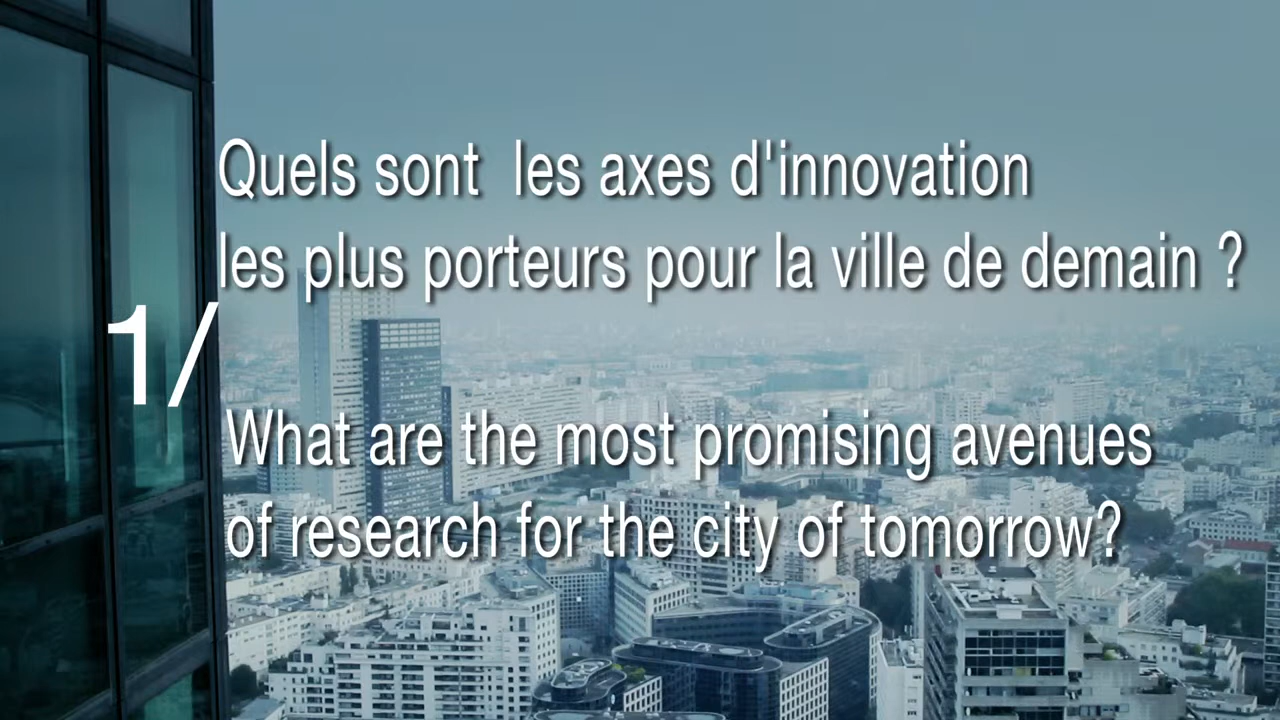 Quels sont  les axes d'innovation
les plus porteurs pour la ville de demain ?
1/
What are the most promising avenues
of research for the city of tomorrow?